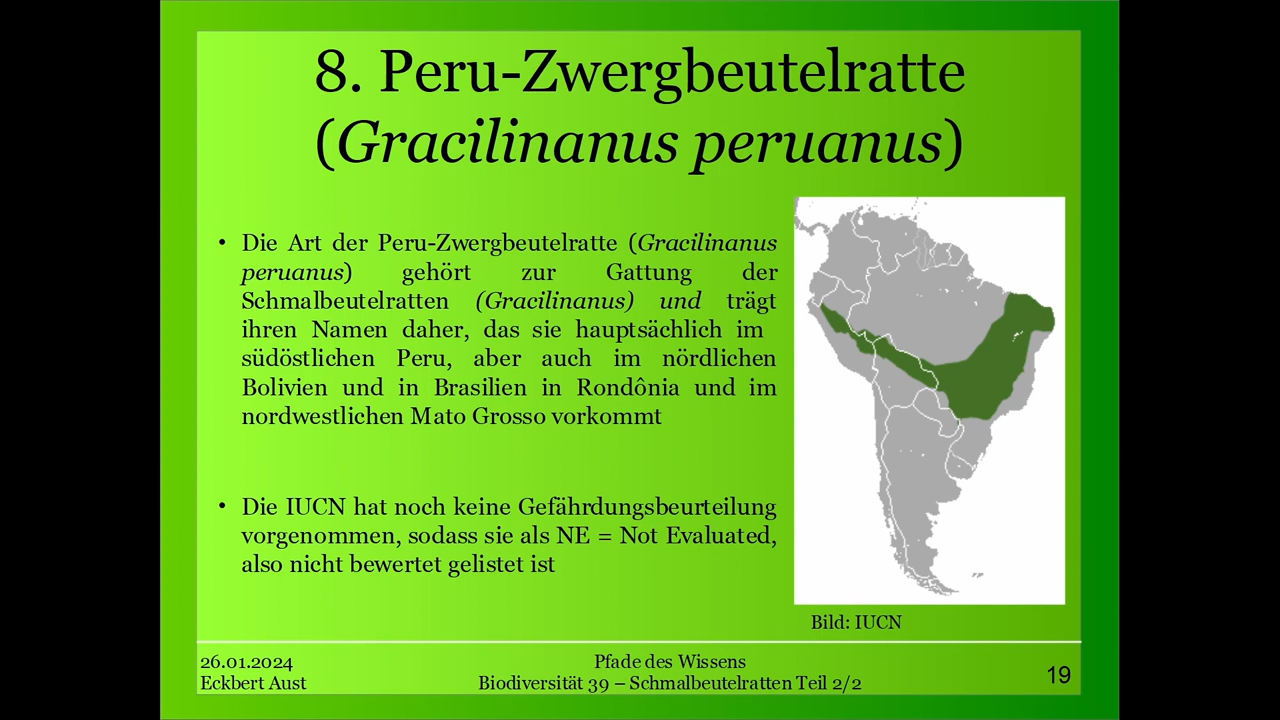 8. Peru-Zwergbeutelratte
(Gracilinanus peruanus)
• Die Art der Peru-Zwergbeutelratte (Gracilinanus
peruanus) gehört zur Gattung der
Schmalbeutelratten (Gracilinanus) und trägt
ihren Namen daher, das sie hauptsächlich im
südöstlichen Peru, aber auch im nördlichen
Bolivien und in Brasilien in Rondônia und im
nordwestlichen Mato Grosso vorkommt
• Die IUCN hat noch keine Gefährdungsbeurteilung
vorgenommen, sodass sie als NE = Not Evaluated,
also nicht bewertet gelistet ist
Bild: IUCN
26.01.2024
Eckbert Aust
Pfade des Wissens
Biodiversität 39 – Schmalbeutelratten Teil 2/2
19